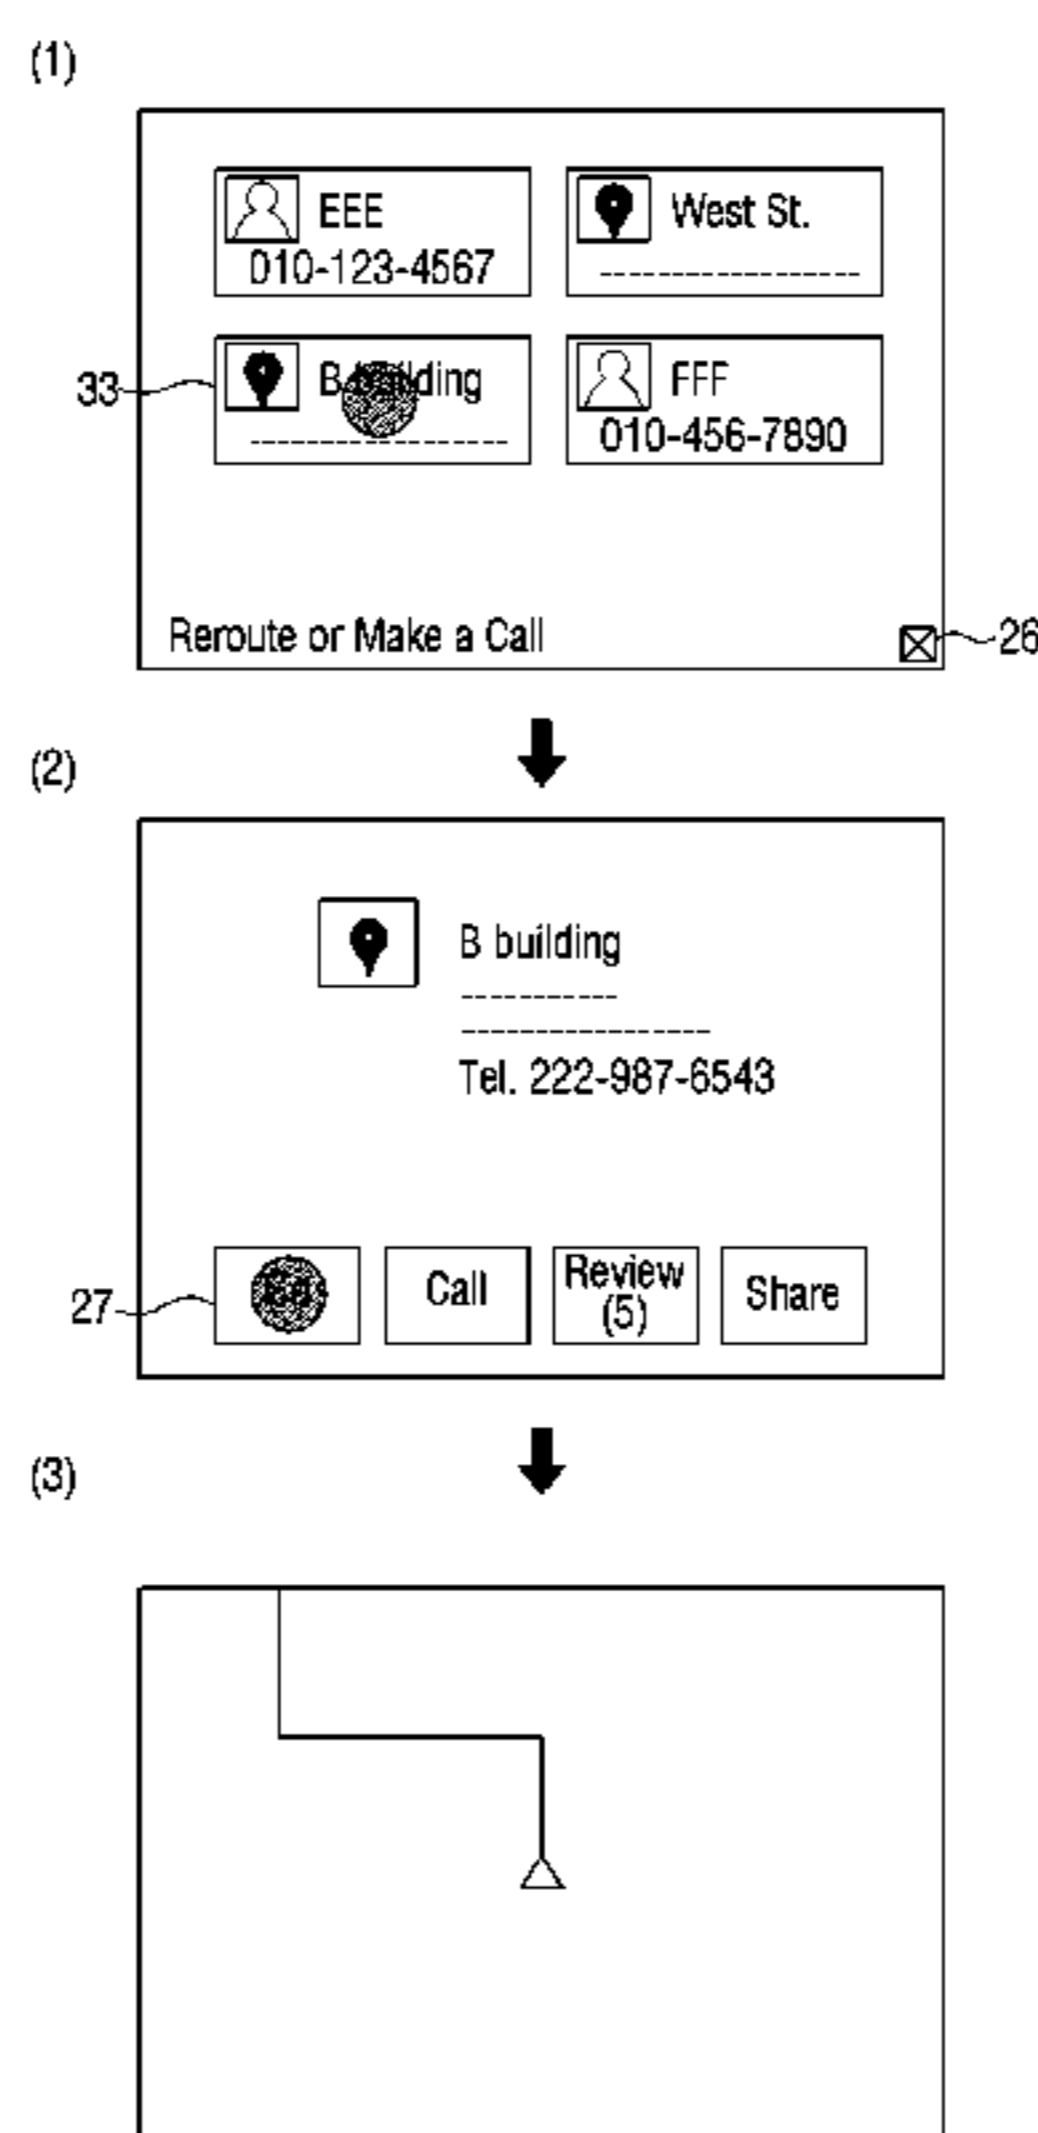 (1)
EEE
010-123-4567
West St.
33
B building
FFF
010-456-7890
Reroute or Make a Call
26
(2)
B building
Tel. 222-987-6543
27
Call
Review
(5)
Share
(3)